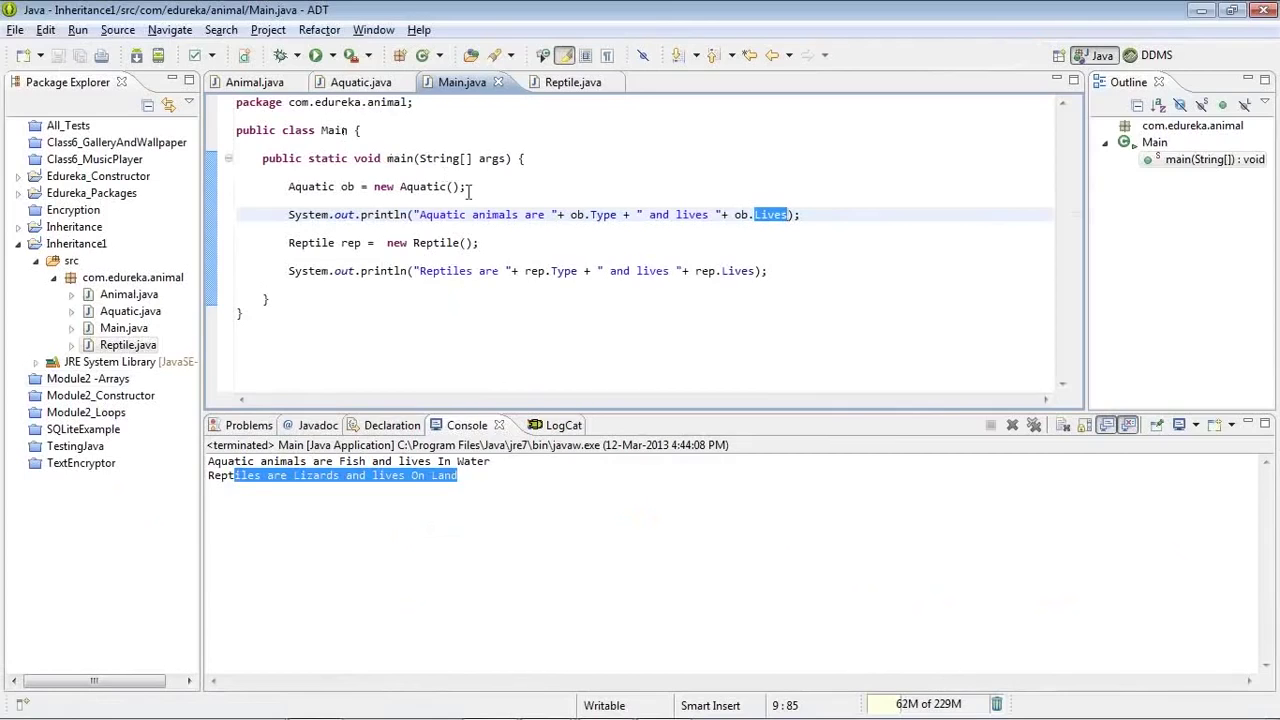 Java - Inheritance1/src/com/edureka/animal/Main.java - ADT
File Edit Run Source Navigate Search Project Refactor Window Help
Java DDMS
Package Explorer
All_Tests
Class6_GalleryAndWallpaper
Class6_MusicPlayer
Edureka_Constructor
Edureka_Packages
Encryption
Inheritance
Inheritance1
src
com.edureka.animal
Animal.java
Aquatic.java
Main.java
Reptile.java
JRE System Library [JavaSE-
Module2 -Arrays
Module2_Constructor
Module2_Loops
SQLiteExample
TestingJava
TextEncryptor
Animal.java Aquatic.java Main.java Reptile.java
package com.edureka.animal;
public class Main {
public static void main(String[] args) {
Aquatic ob = new Aquatic();
System.out.println("Aquatic animals are "+ ob.Type + " and lives "+ ob.Lives);
Reptile rep =  new Reptile();
System.out.println("Reptiles are "+ rep.Type + " and lives "+ rep.Lives);
}
}
Outline
com.edureka.animal
Main
main(String[]) : void
Problems Javadoc Declaration Console LogCat
<terminated> Main [Java Application] C:\Program Files\Java\jre7\bin\javaw.exe (12-Mar-2013 4:44:08 PM)
Aquatic animals are Fish and lives In Water
Reptiles are Lizards and lives On Land
Writable Smart Insert 9 : 85 62M of 229M